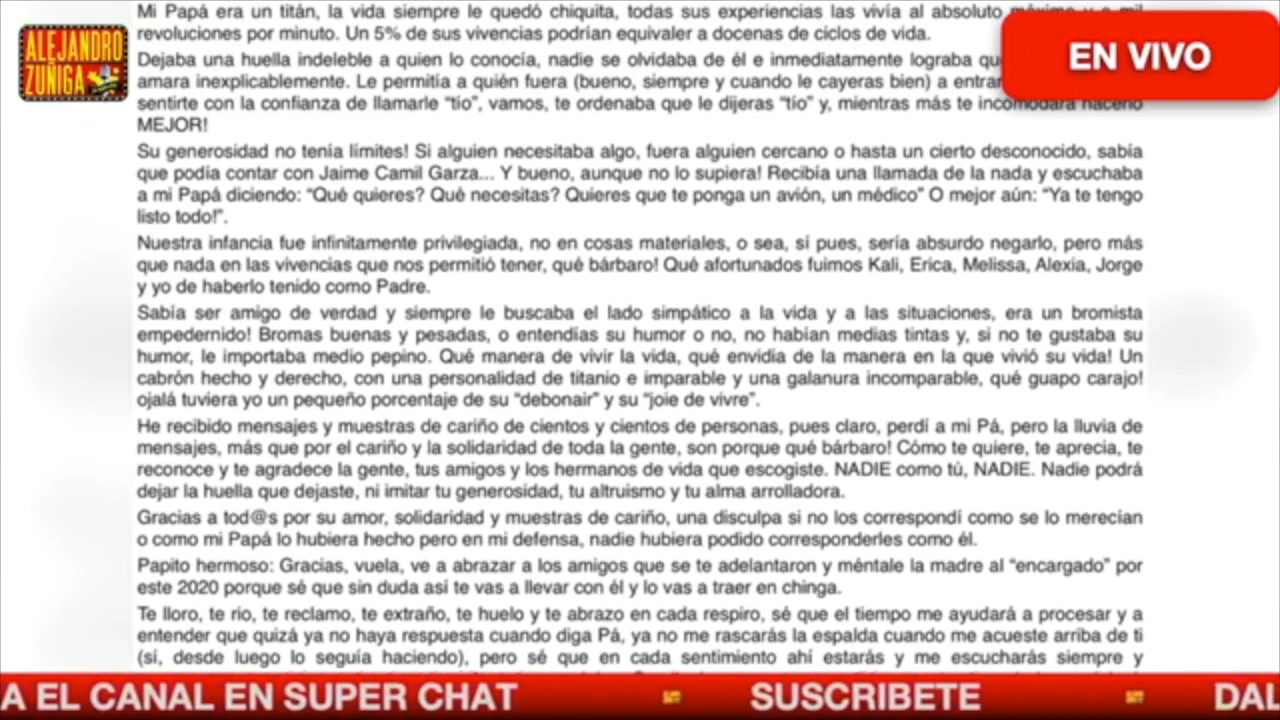 Mi Papá era un titán, la vida siempre le quedó chiquita, todas sus experiencias las vivía al absoluto
revoluciones por minuto. Un 5% de sus vivencias podrían equivaler a docenas de ciclos de vida.
Dejaba una huella indeleble a quien lo conocía, nadie se olvidaba de él e inmediatamente lograba
amara inexplicablemente. Le permitía a quién fuera (bueno, siempre y cuando le cayeras bien) a
sentirte con la confianza de llamarle “tío”, vamos, te ordenaba que le dijeras “tío” y, mientras más te incomodara hacerlo
MEJOR!
Su generosidad no tenía límites! Si alguien necesitaba algo, fuera alguien cercano o hasta un cierto desconocido, sabía
que podía contar con Jaime Camil Garza... Y bueno, aunque no lo supiera! Recibía una llamada de la nada y escuchaba
a mi Papá diciendo: “Qué quieres? Qué necesitas? Quieres que te ponga un avión, un médico” O mejor aún: “Ya te tengo
listo todo!”.
Nuestra infancia fue infinitamente privilegiada, no en cosas materiales, o sea, sí pues, sería absurdo negarlo, pero más
que nada en las vivencias que nos permitió tener, qué bárbaro! Qué afortunados fuimos Kali, Erica, Melissa, Alexia, Jorge
y yo de haberlo tenido como Padre.
Sabía ser amigo de verdad y siempre le buscaba el lado simpático a la vida y a las situaciones, era un bromista
empedernido! Bromas buenas y pesadas, o entendías su humor o no, no habían medias tintas y, si no te gustaba su
humor, le importaba medio pepino. Qué manera de vivir la vida, qué envidia de la manera en la que vivió su vida! Un
cabrón hecho y derecho, con una personalidad de titanio e imparable y una galanura incomparable, qué guapo carajo!
ojalá tuviera yo un pequeño porcentaje de su “debonair” y su “joie de vivre”.
He recibido mensajes y muestras de cariño de cientos y cientos de personas, pues claro, perdí a mi Pá, pero la lluvia de
mensajes, más que por el cariño y la solidaridad de toda la gente, son porque qué bárbaro! Cómo te quiere, te aprecia, te
reconoce y te agradece la gente, tus amigos y los hermanos de vida que escogiste. NADIE como tú, NADIE. Nadie podrá
dejar la huella que dejaste, ni imitar tu generosidad, tu altruismo y tu alma arrolladora.
Gracias a tod@s por su amor, solidaridad y muestras de cariño, una disculpa si no los correspondí como se lo merecían
o como mi Papá lo hubiera hecho pero en mi defensa, nadie hubiera podido corresponderles como él.
Papito hermoso: Gracias, vuela, ve a abrazar a los amigos que se te adelantaron y méntale la madre al “encargado” por
este 2020 porque sé que sin duda así te vas a llevar con él y lo vas a traer en chinga.
Te lloro, te rio, te reclamo, te extraño, te huelo y te abrazo en cada respiro, sé que el tiempo me ayudará a procesar y a
entender que quizá ya no haya respuesta cuando diga Pá, ya no me rascarás la espalda cuando me acueste arriba de ti
(sí, desde luego lo seguía haciendo), pero sé que en cada sentimiento ahí estarás y me escucharás siempre y
ALEJANDRO
ZUÑIGA
EN VIVO
A EL CANAL EN SUPER CHAT
SUSCRIBETE
DAL